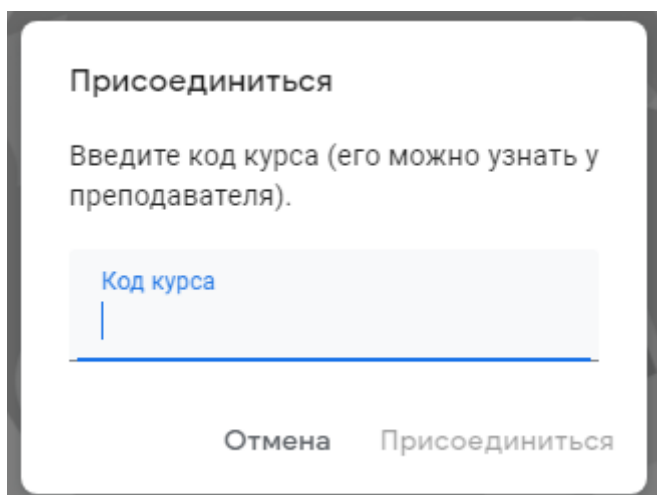 Присоединиться
Введите код курса (его можно узнать у
преподавателя).
Код курса
Отмена Присоединиться